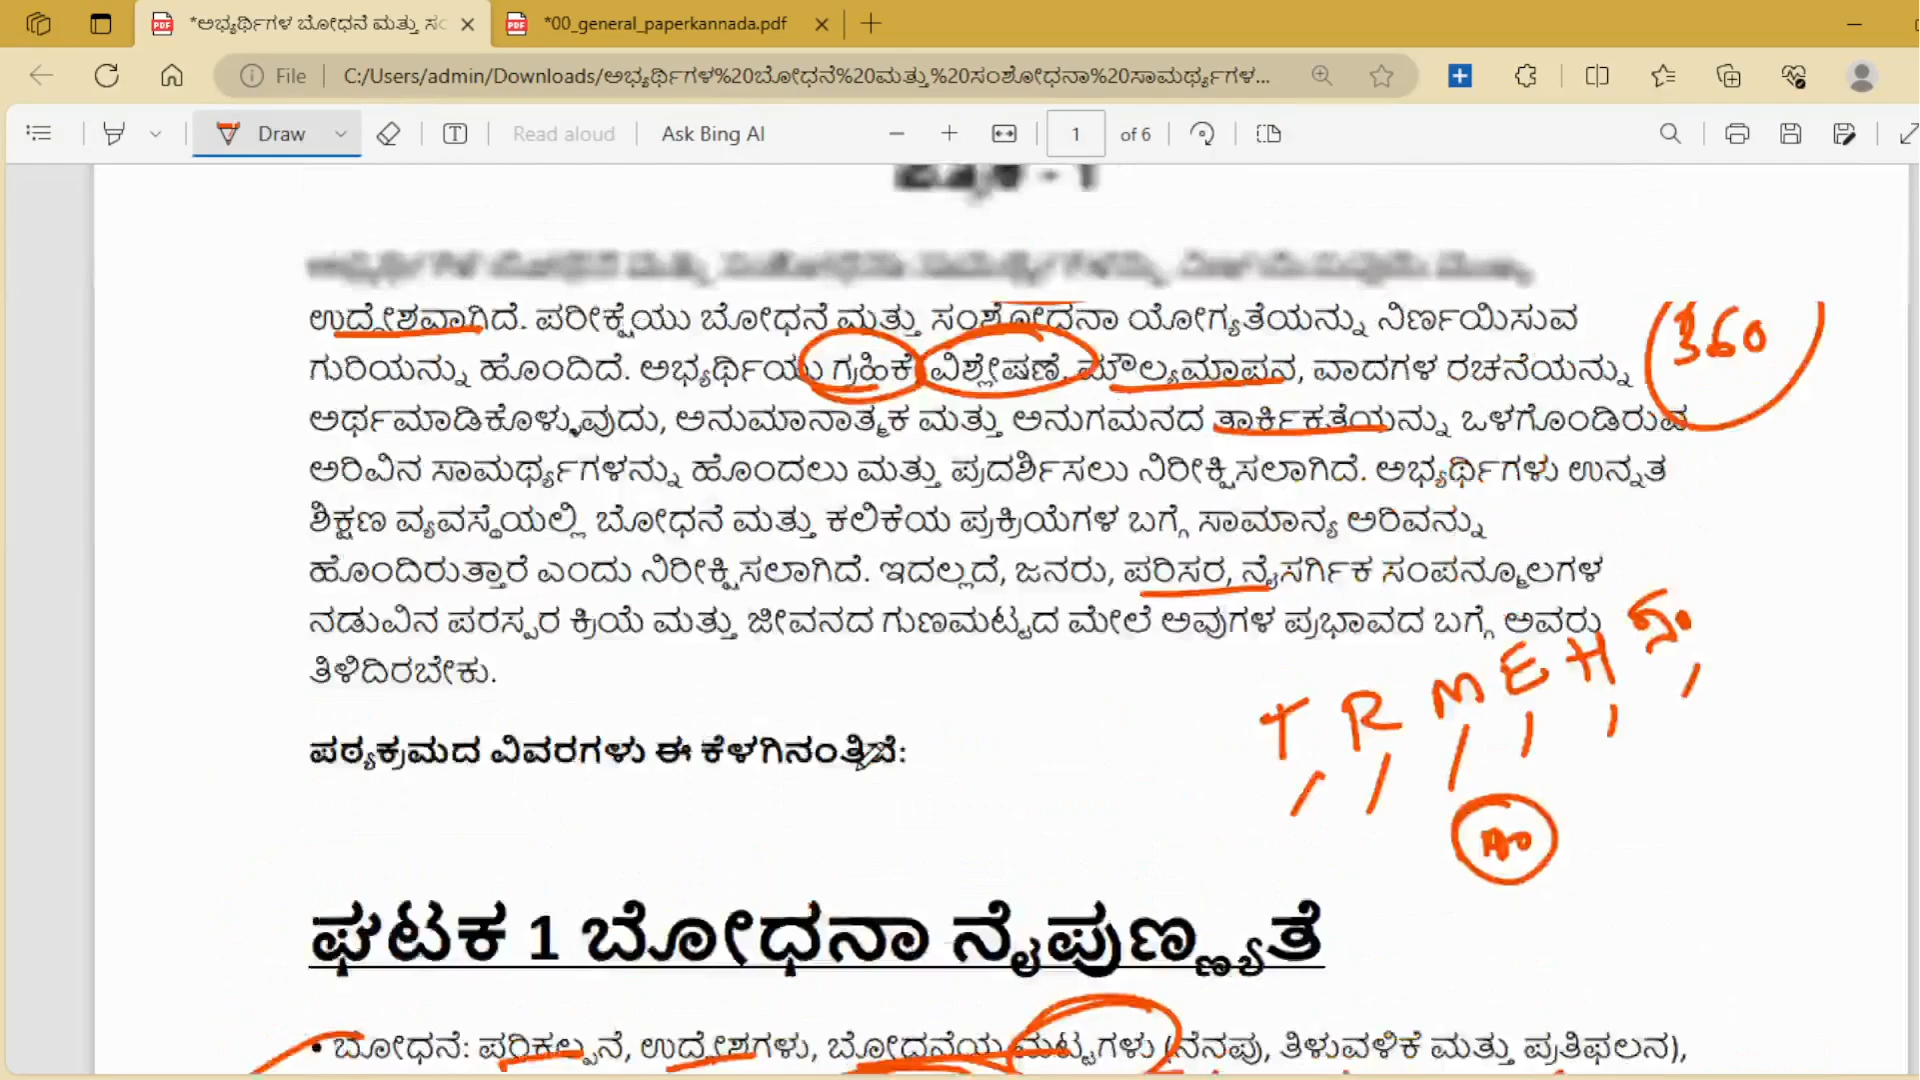 *ಅಭ್ಯರ್ಥಿಗಳ ಬೋಧನೆ ಮತ್ತು ಸಂ
*00_general_paperkannada.pdf
File C:/Users/admin/Downloads/ಅಭ್ಯರ್ಥಿಗಳ%20ಬೋಧನೆ%20ಮತ್ತು%20ಸಂಶೋಧನಾ%20ಸಾಮರ್ಥ್ಯಗಳ...
Draw Read aloud Ask Bing AI 1 of 6
ಉದ್ದೇಶವಾಗಿದೆ. ಪರೀಕ್ಷೆಯು ಬೋಧನೆ ಮತ್ತು ಸಂಶೋಧನಾ ಯೋಗ್ಯತೆಯನ್ನು ನಿರ್ಣಯಿಸುವ
360
ಗುರಿಯನ್ನು ಹೊಂದಿದೆ. ಅಭ್ಯರ್ಥಿಯು ಗ್ರಹಿಕೆ, ವಿಶ್ಲೇಷಣೆ, ಮೌಲ್ಯಮಾಪನ, ವಾದಗಳ ರಚನೆಯನ್ನು
ಅರ್ಥಮಾಡಿಕೊಳ್ಳುವುದು, ಅನುಮಾನಾತ್ಮಕ ಮತ್ತು ಅನುಗಮನದ ತಾರ್ಕಿಕತೆಯನ್ನು ಒಳಗೊಂಡಿರುವ
ಅರಿವಿನ ಸಾಮರ್ಥ್ಯಗಳನ್ನು ಹೊಂದಲು ಮತ್ತು ಪ್ರದರ್ಶಿಸಲು ನಿರೀಕ್ಷಿಸಲಾಗಿದೆ. ಅಭ್ಯರ್ಥಿಗಳು ಉನ್ನತ
ಶಿಕ್ಷಣ ವ್ಯವಸ್ಥೆಯಲ್ಲಿ ಬೋಧನೆ ಮತ್ತು ಕಲಿಕೆಯ ಪ್ರಕ್ರಿಯೆಗಳ ಬಗ್ಗೆ ಸಾಮಾನ್ಯ ಅರಿವನ್ನು
ಹೊಂದಿರುತ್ತಾರೆ ಎಂದು ನಿರೀಕ್ಷಿಸಲಾಗಿದೆ. ಇದಲ್ಲದೆ, ಜನರು, ಪರಿಸರ, ನೈಸರ್ಗಿಕ ಸಂಪನ್ಮೂಲಗಳ
ನಡುವಿನ ಪರಸ್ಪರ ಕ್ರಿಯೆ ಮತ್ತು ಜೀವನದ ಗುಣಮಟ್ಟದ ಮೇಲೆ ಅವುಗಳ ಪ್ರಭಾವದ ಬಗ್ಗೆ ಅವರು
ತಿಳಿದಿರಬೇಕು.
T R M E H
ಪಠ್ಯಕ್ರಮದ ವಿವರಗಳು ಈ ಕೆಳಗಿನಂತಿವೆ:
ಘಟಕ 1 ಬೋಧನಾ ನೈಪುಣ್ಣ್ಯತೆ
• ಬೋಧನೆ: ಪರಿಕಲ್ಪನೆ, ಉದ್ದೇಶಗಳು, ಬೋಧನೆಯ ಮಟ್ಟಗಳು (ನೆನಪು, ತಿಳುವಳಿಕೆ ಮತ್ತು ಪ್ರತಿಫಲನ),